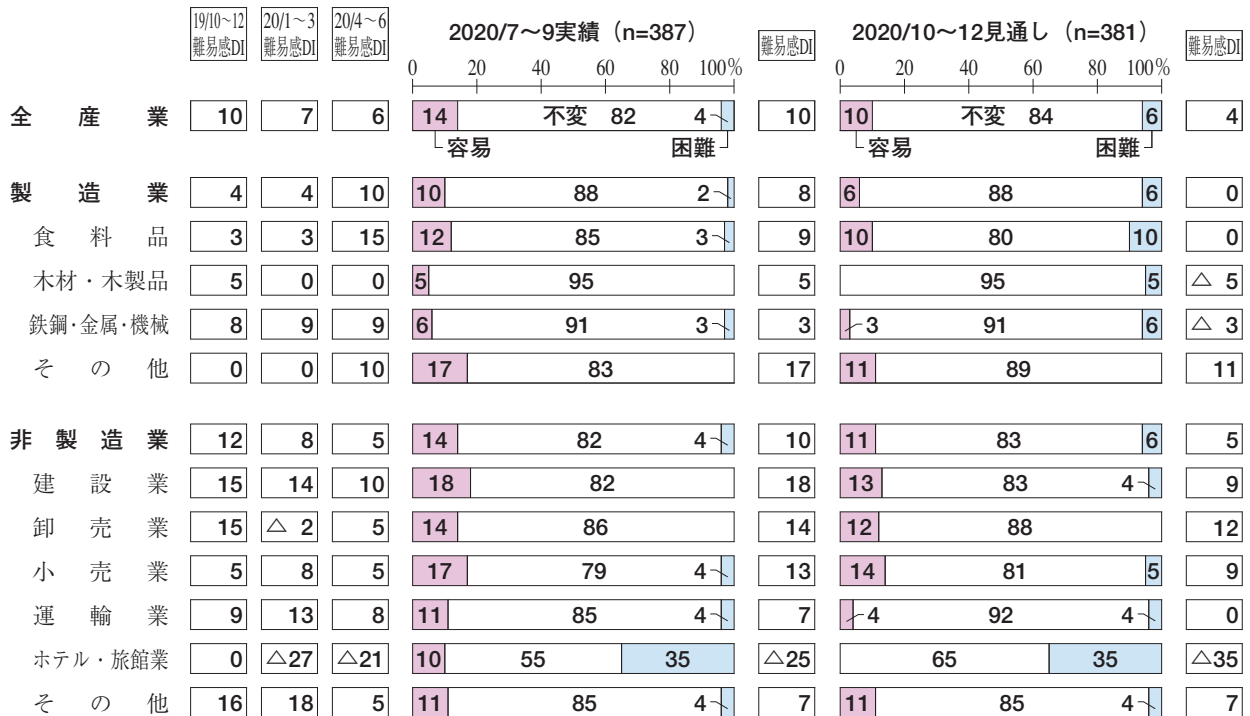 19/10～12 難易感DI 20/1～3 難易感DI 20/4～6 難易感DI 2020/7～9実績（n=387） 難易感DI 2020/10～12見通し（n=381） 難易感DI
0 20 40 60 80 100% 0 20 40 60 80 100%
全産業 10 7 6 14 不変 82 4 10 10 不変 84 6 4
容易 困難 容易 困難
製造業 4 4 10 10 88 2 8 6 88 6 0
食料品 3 3 15 12 85 3 9 10 80 10 0
木材・木製品 5 0 0 5 95 5 95 5 △ 5
鉄鋼・金属・機械 8 9 9 6 91 3 3 3 91 6 △ 3
その他 0 0 10 17 83 17 11 89 11
非製造業 12 8 5 14 82 4 10 11 83 6 5
建設業 15 14 10 18 82 18 13 83 4 9
卸売業 15 △ 2 5 14 86 14 12 88 12
小売業 5 8 5 17 79 4 13 14 81 5 9
運輸業 9 13 8 11 85 4 7 4 92 4 0
ホテル・旅館業 0 △27 △21 10 55 35 △25 65 35 △35
その他 16 18 5 11 85 4 7 11 85 4 7